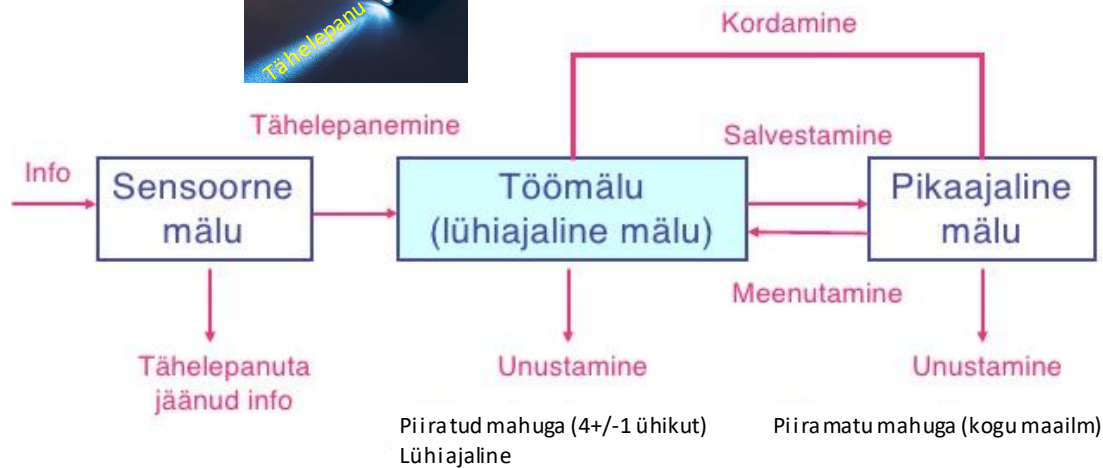 Tähelepanu
Kordamine
Tähelepanemine
Salvestamine
Info
Sensoorne
mälu
Töömälu
(lühiajaline mälu)
Pikaajaline
mälu
Meenutamine
Tähelepanuta
jäänud info
Unustamine
Unustamine
Piiratud mahuga (4+/-1 ühikut)
Lühiajaline
Piiramatu mahuga (kogu maailm)